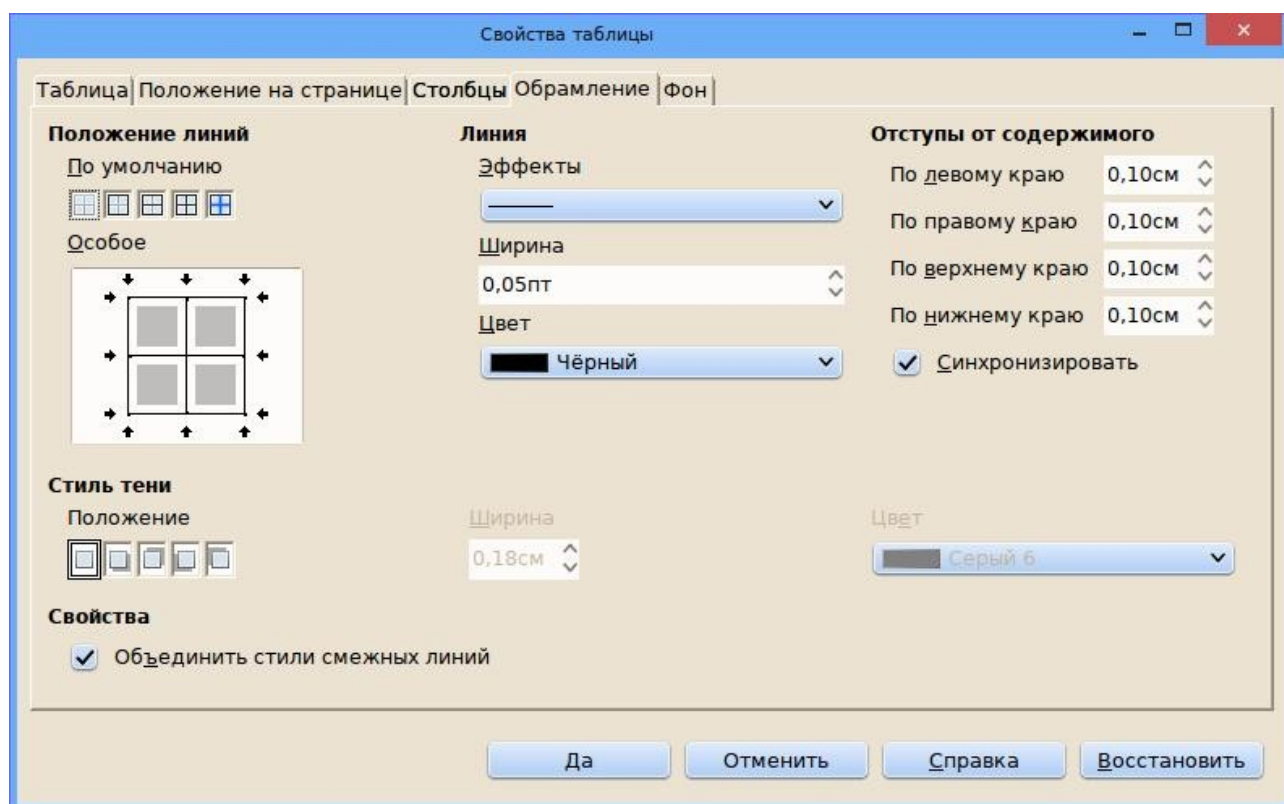 Свойства таблицы
Таблица Положение на странице Столбцы Обрамление Фон
Положение линий
По умолчанию
Особое
Линия
Эффекты
Ширина
0,05пт
Цвет
Чёрный
Отступы от содержимого
По левому краю 0,10см
По правому краю 0,10см
По верхнему краю 0,10см
По нижнему краю 0,10см
Синхронизировать
Стиль тени
Положение
Ширина
0,18см
Цвет
Серый 6
Свойства
Объединить стили смежных линий
Да Отменить Справка Восстановить